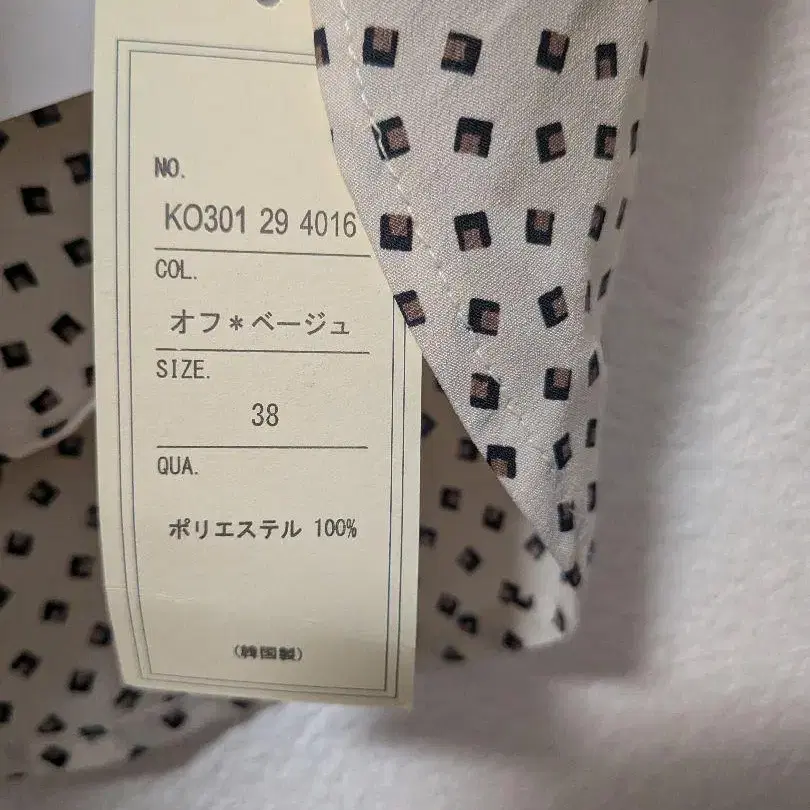 NO.
KO301 29 4016
COL.
オフ*ベージュ
SIZE.
38
QUA.
ポリエステル 100%
(韓国製)